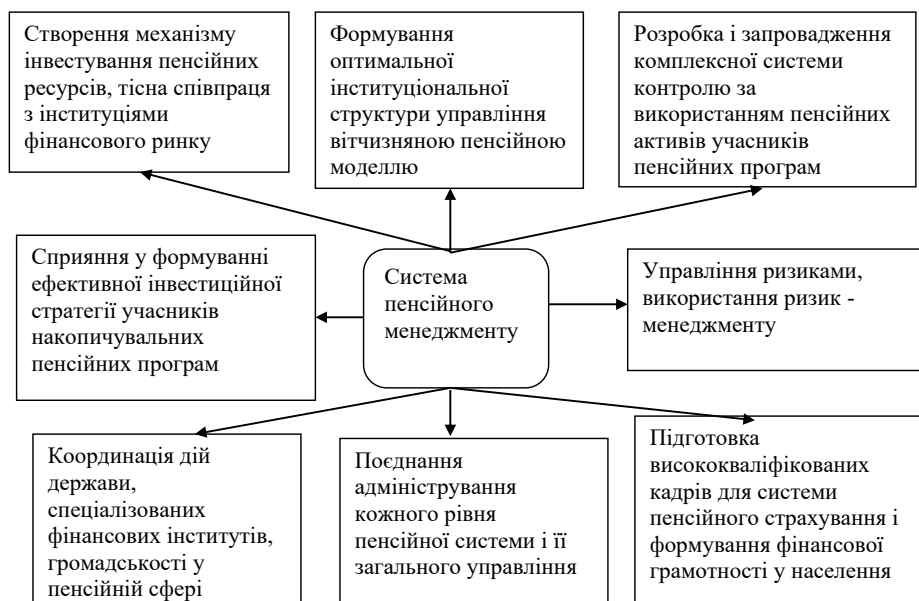 Створення механізму
інвестування пенсійних
ресурсів, тісна співпраця
з інституціями
фінансового ринку
Формування
оптимальної
інституціональної
структури управління
вітчизняною пенсійною
моделлю
Розробка і запровадження
комплексної системи
контролю за
використанням пенсійних
активів учасників
пенсійних програм
Сприяння у формуванні
ефективної інвестиційної
стратегії учасників
накопичувальних
пенсійних програм
Система
пенсійного
менеджменту
Управління ризиками,
використання ризик -
менеджменту
Координація дій
держави,
спеціалізованих
фінансових інститутів,
громадськості у
пенсійній сфері
Поєднання
адміністрування
кожного рівня
пенсійної системи і її
загального управління
Підготовка
висококваліфікованих
кадрів для системи
пенсійного страхування і
формування фінансової
грамотності у населення